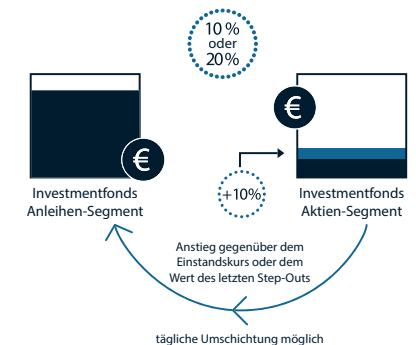 10 %
oder
20 %
€
€
+10%
Investmentfonds
Anleihen-Segment
Investmentfonds
Aktien-Segment
Anstieg gegenüber dem
Einstandskurs oder dem
Wert des letzten Step-Outs
tägliche Umschichtung möglich